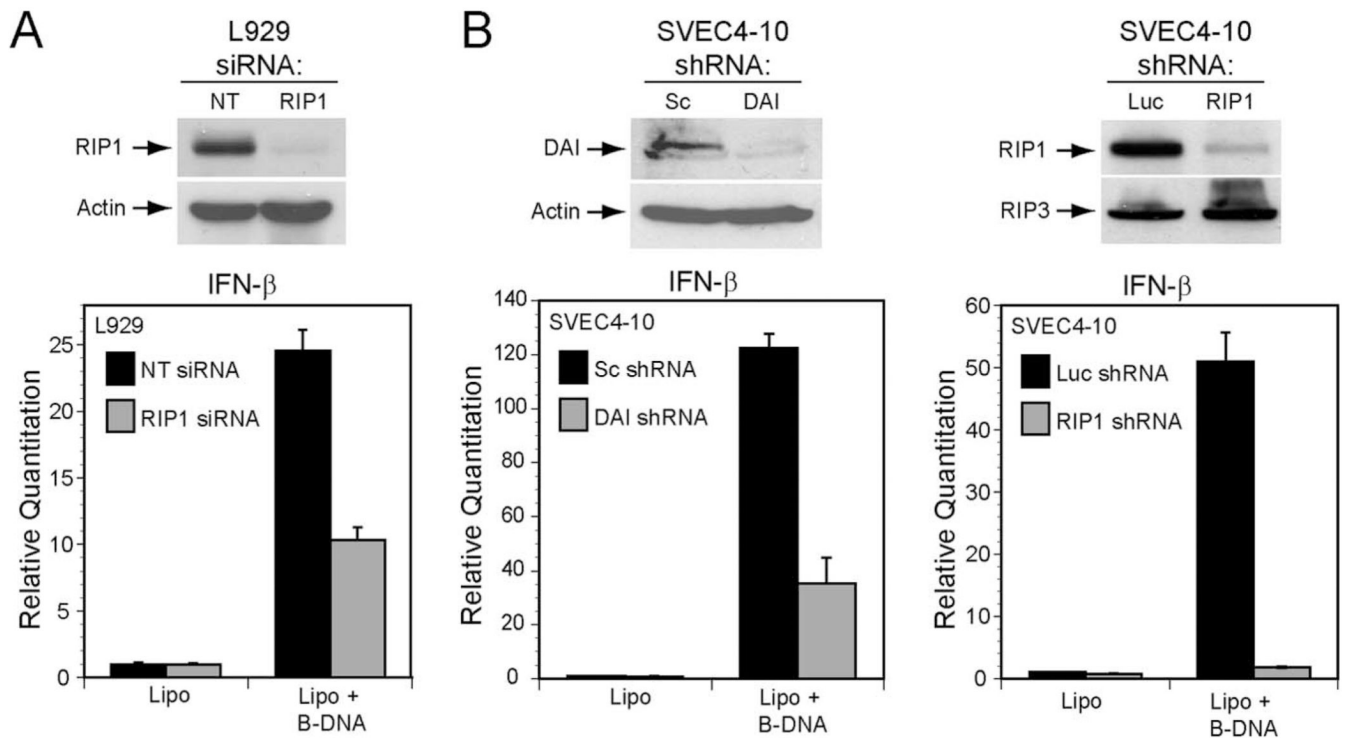 A
L929
siRNA:
NT RIP1
RIP1
Actin
IFN-β
L929
NT siRNA
RIP1 siRNA
Relative Quantitation
25
20
15
10
5
0
Lipo
Lipo +
B-DNA
B
SVEC4-10
shRNA:
Sc DAI
DAI
Actin
IFN-β
SVEC4-10
Sc shRNA
DAI shRNA
Relative Quantitation
140
120
100
80
60
40
20
0
Lipo
Lipo +
B-DNA
SVEC4-10
shRNA:
Luc RIP1
RIP1
RIP3
IFN-β
SVEC4-10
Luc shRNA
RIP1 shRNA
Relative Quantitation
60
50
40
30
20
10
0
Lipo
Lipo +
B-DNA